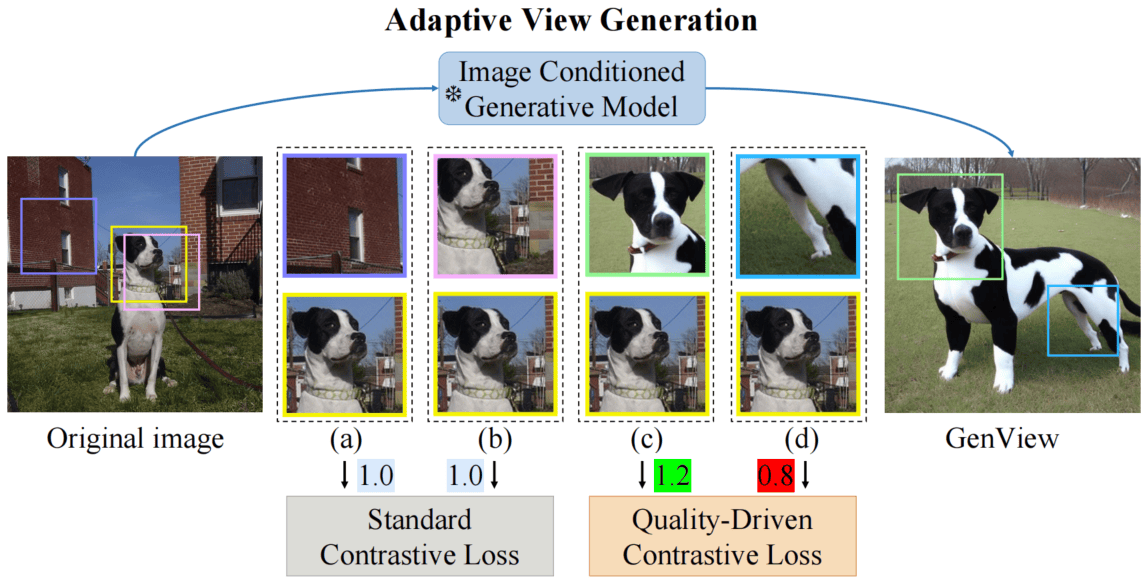 Adaptive View Generation
Image Conditioned
Generative Model
Original image
(a)
(b)
(c)
(d)
GenView
1.0
1.0
1.2
0.8
Standard
Contrastive Loss
Quality-Driven
Contrastive Loss